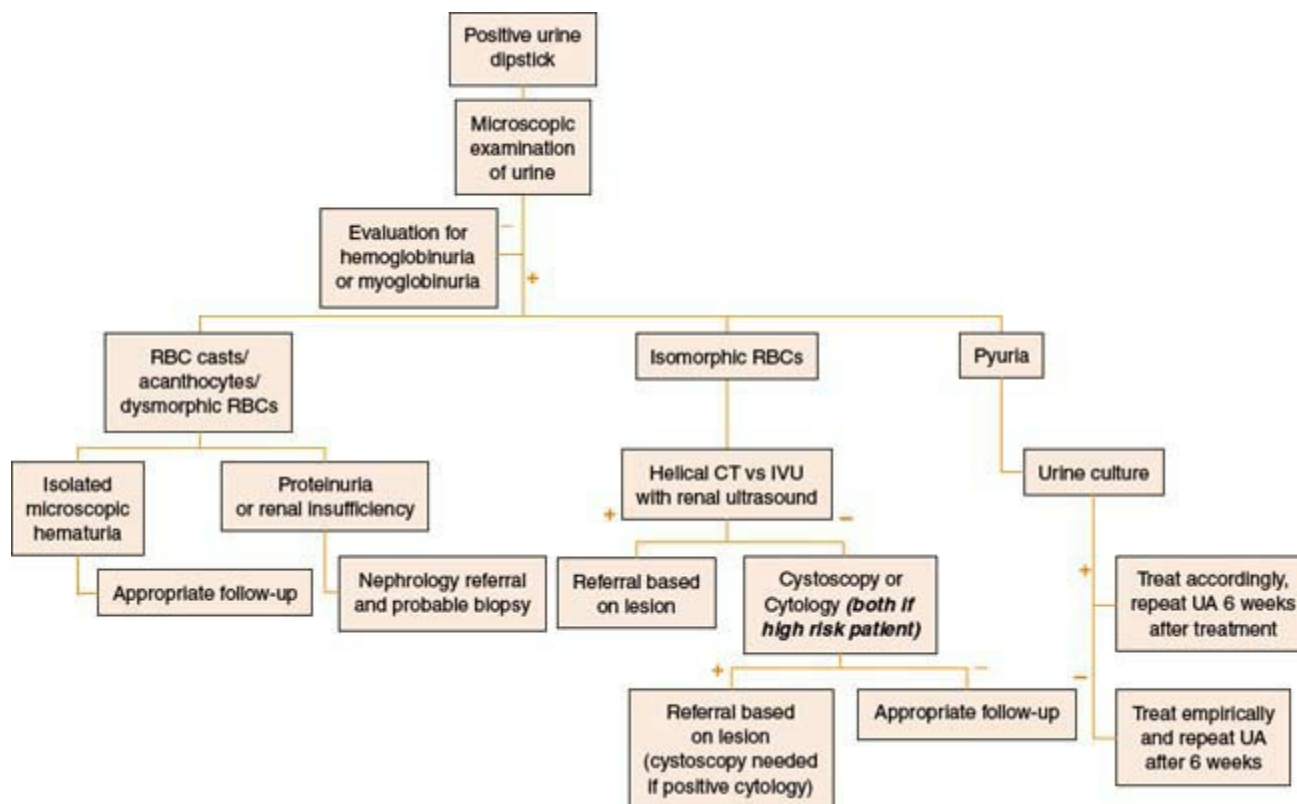 Positive urine
dipstick
Microscopic
examination
of urine
Evaluation for
hemoglobinuria
or myoglobinuria
−
+
RBC casts/
acanthocytes/
dysmorphic RBCs
Isomorphic RBCs
Pyuria
Isolated
microscopic
hematuria
Proteinuria
or renal insufficiency
Helical CT vs IVU
with renal ultrasound
Urine culture
+
−
Appropriate follow-up
Nephrology referral
and probable biopsy
Referral based
on lesion
Cystoscopy or
Cytology (both if
high risk patient)
+
Treat accordingly,
repeat UA 6 weeks
after treatment
+
−
Referral based
on lesion
(cystoscopy needed
if positive cytology)
Appropriate follow-up
−
Treat empirically
and repeat UA
after 6 weeks